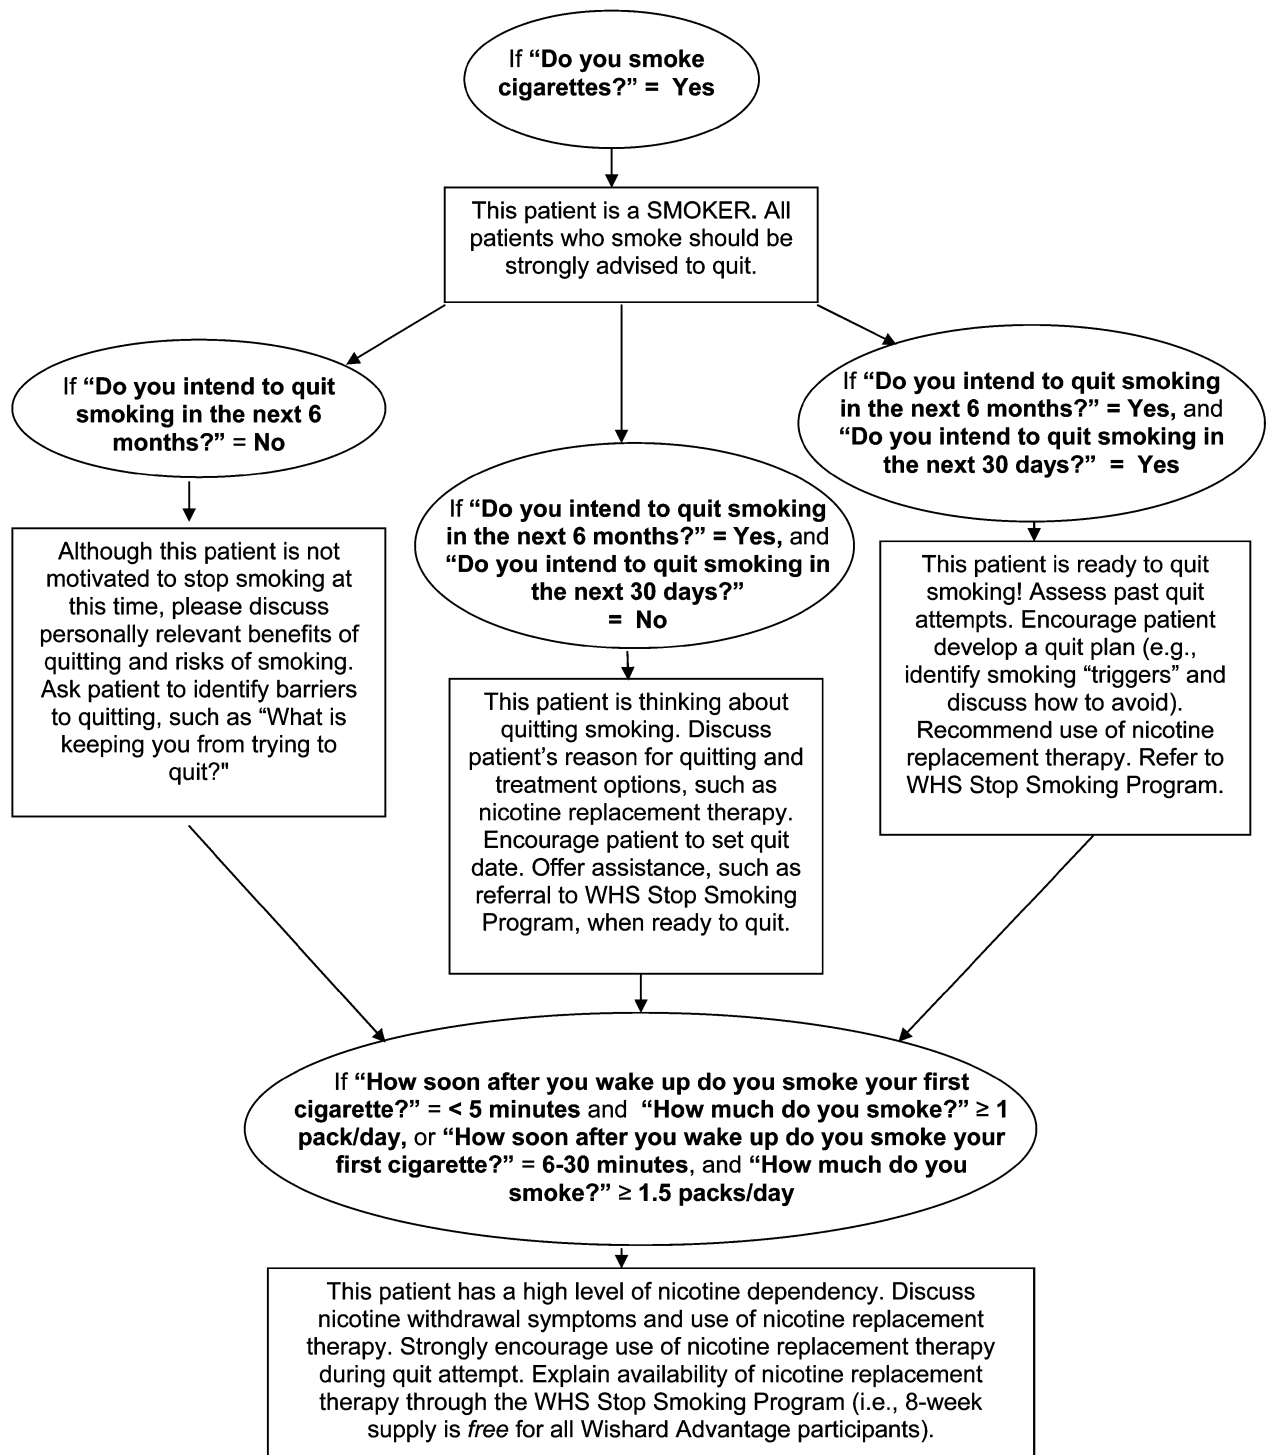 If “Do you smoke
cigarettes?” = Yes
This patient is a SMOKER. All
patients who smoke should be
strongly advised to quit.
If “Do you intend to quit
smoking in the next 6
months?” = No
Although this patient is not
motivated to stop smoking at
this time, please discuss
personally relevant benefits of
quitting and risks of smoking.
Ask patient to identify barriers
to quitting, such as “What is
keeping you from trying to
quit?"
If “Do you intend to quit smoking
in the next 6 months?” = Yes, and
“Do you intend to quit smoking in
the next 30 days?”
= No
This patient is thinking about
quitting smoking. Discuss
patient’s reason for quitting and
treatment options, such as
nicotine replacement therapy.
Encourage patient to set quit
date. Offer assistance, such as
referral to WHS Stop Smoking
Program, when ready to quit.
If “Do you intend to quit smoking
in the next 6 months?” = Yes, and
“Do you intend to quit smoking in
the next 30 days?” = Yes
This patient is ready to quit
smoking! Assess past quit
attempts. Encourage patient
develop a quit plan (e.g.,
identify smoking “triggers” and
discuss how to avoid).
Recommend use of nicotine
replacement therapy. Refer to
WHS Stop Smoking Program.
If “How soon after you wake up do you smoke your first
cigarette?” = < 5 minutes and “How much do you smoke?” ≥ 1
pack/day, or “How soon after you wake up do you smoke your
first cigarette?” = 6-30 minutes, and “How much do you
smoke?” ≥ 1.5 packs/day
This patient has a high level of nicotine dependency. Discuss
nicotine withdrawal symptoms and use of nicotine replacement
therapy. Strongly encourage use of nicotine replacement therapy
during quit attempt. Explain availability of nicotine replacement
therapy through the WHS Stop Smoking Program (i.e., 8-week
supply is free for all Wishard Advantage participants).